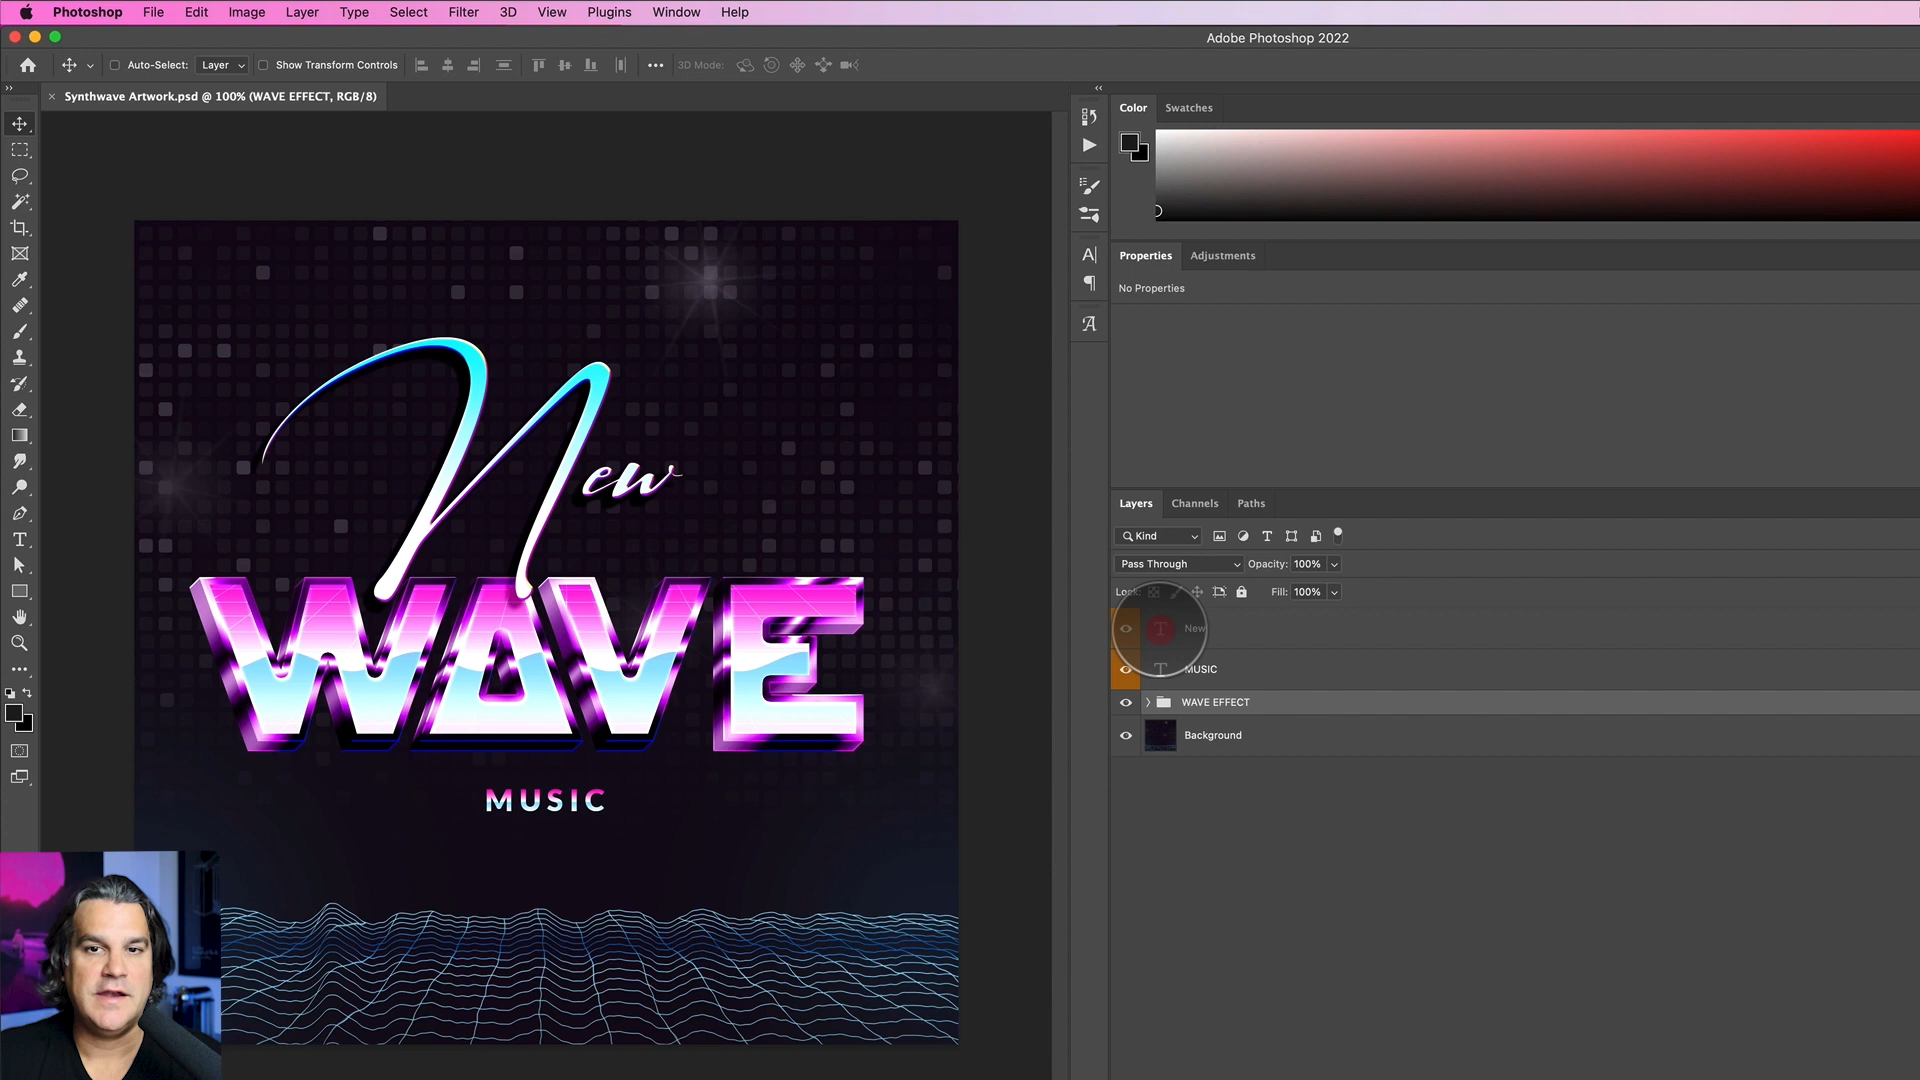 Photoshop File Edit Image Layer Type Select Filter 3D View Plugins Window Help
Adobe Photoshop 2022
Auto-Select: Layer Show Transform Controls 3D Mode:
Synthwave Artwork.psd @ 100% (WAVE EFFECT, RGB/8)
Color Swatches
Properties Adjustments
No Properties
New
WAVE
MUSIC
Layers Channels Paths
Kind
Pass Through Opacity: 100%
Lock: Fill: 100%
New
MUSIC
WAVE EFFECT
Background